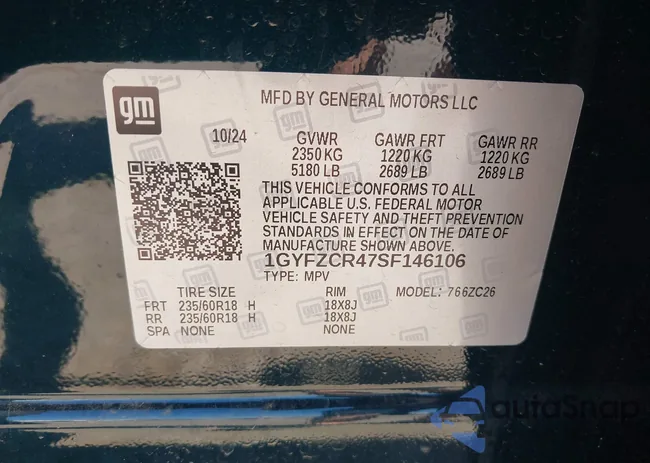 gm
MFD BY GENERAL MOTORS LLC
10/24 GVWR GAWR FRT GAWR RR
2350 KG 1220 KG 1220 KG
5180 LB 2689 LB 2689 LB
THIS VEHICLE CONFORMS TO ALL
APPLICABLE U.S. FEDERAL MOTOR
VEHICLE SAFETY AND THEFT PREVENTION
STANDARDS IN EFFECT ON THE DATE OF
MANUFACTURE SHOWN ABOVE.
1GYFZCR47SF146106
TYPE: MPV
TIRE SIZE RIM MODEL: 766ZC26
FRT 235/60R18 H 18X8J
RR 235/60R18 H 18X8J
SPA NONE NONE
autoSnap